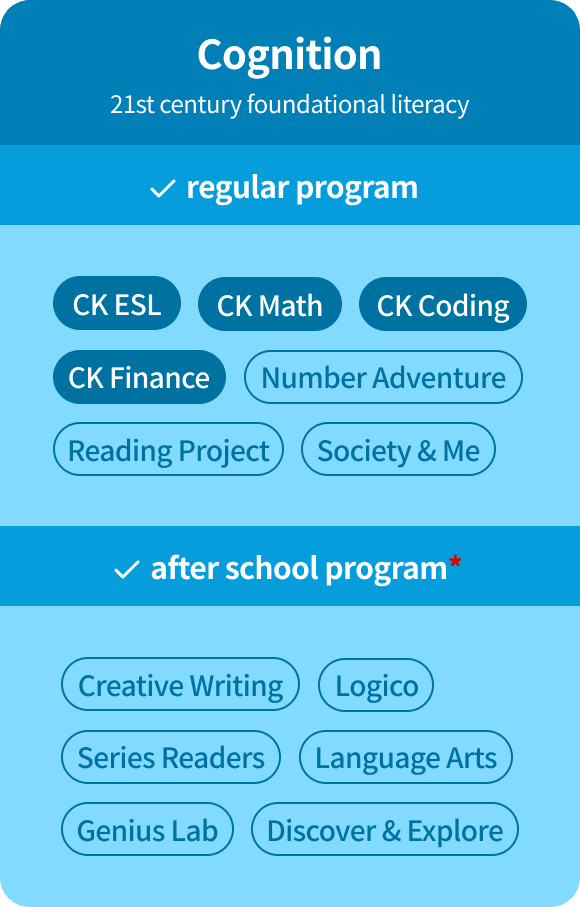 Cognition
21st century foundational literacy
regular program
CK ESL CK Math CK Coding
CK Finance Number Adventure
Reading Project Society & Me
after school program*
Creative Writing Logico
Series Readers Language Arts
Genius Lab Discover & Explore